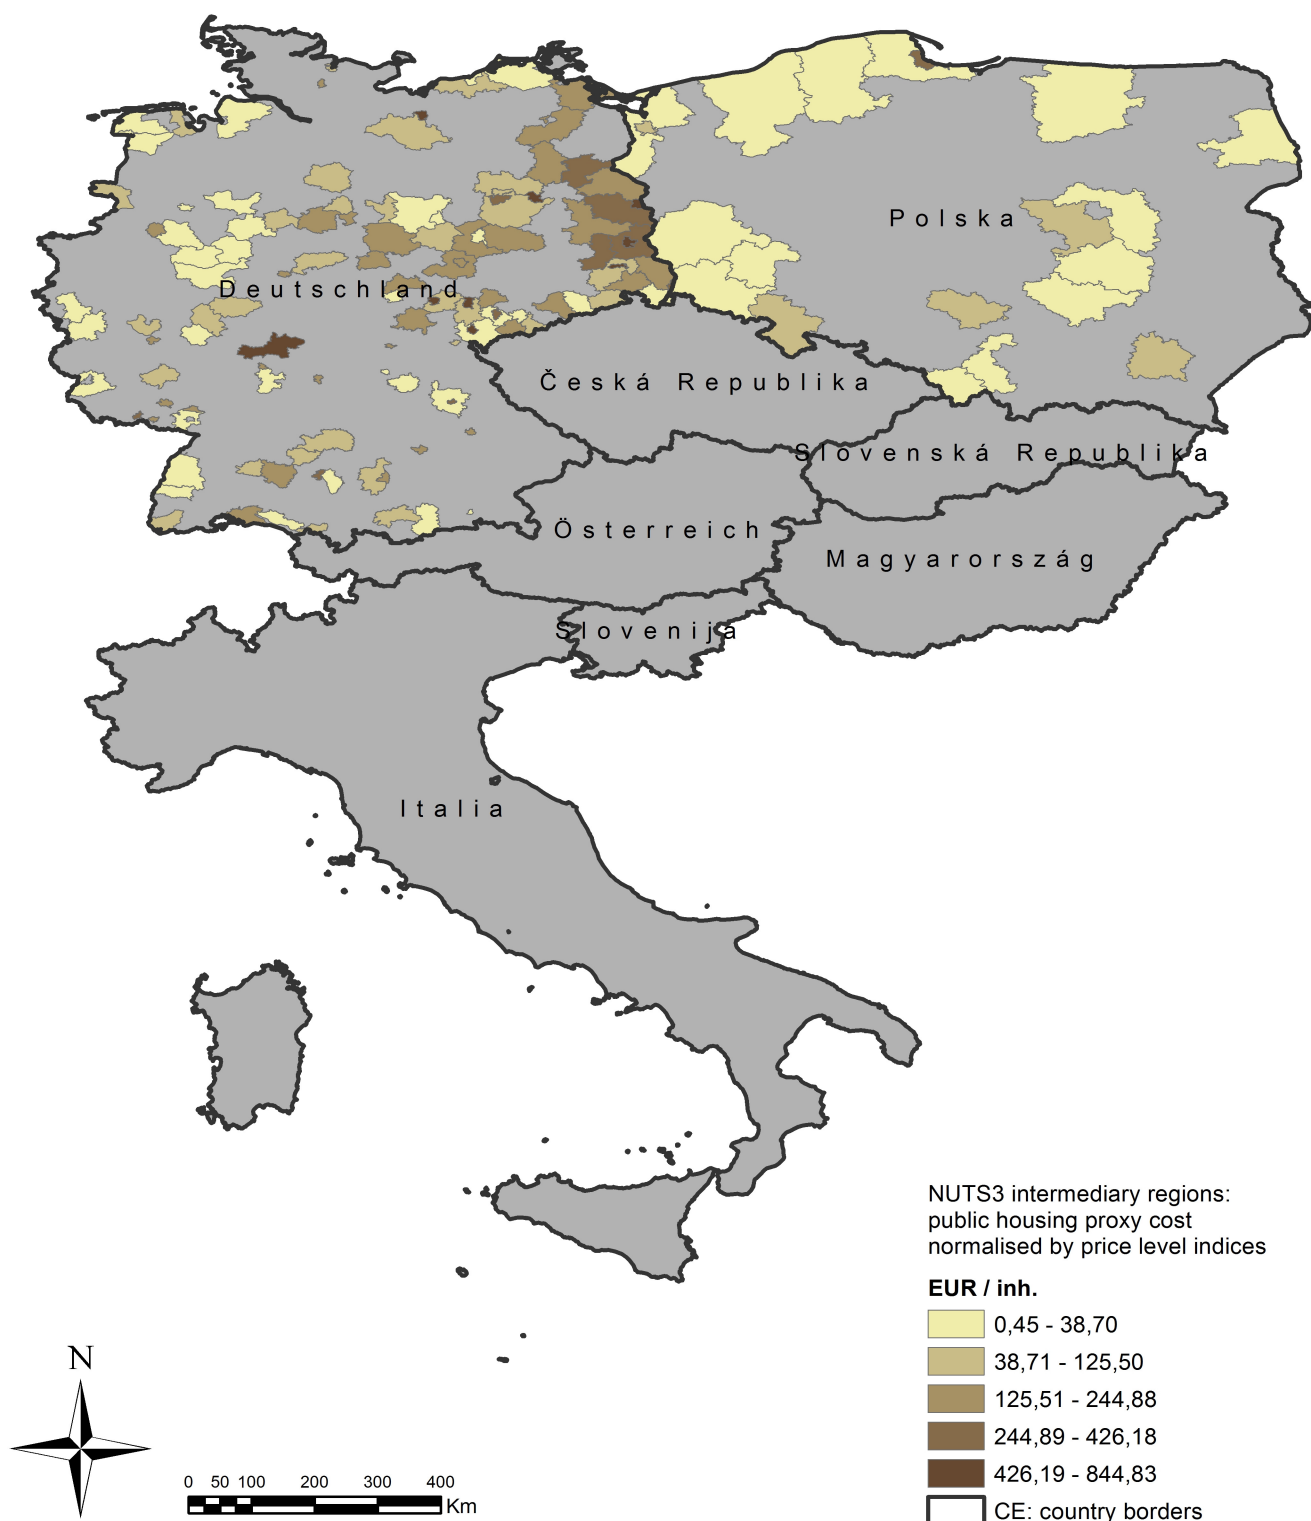 Polska
Deutschland
Česká Republika
Slovenská Republika
Österreich
Magyarország
Slovenija
Italia
NUTS3 intermediary regions:
public housing proxy cost
normalised by price level indices
EUR / inh.
0,45 - 38,70
38,71 - 125,50
125,51 - 244,88
244,89 - 426,18
426,19 - 844,83
CE: country borders
N
0 50 100 200 300 400
Km